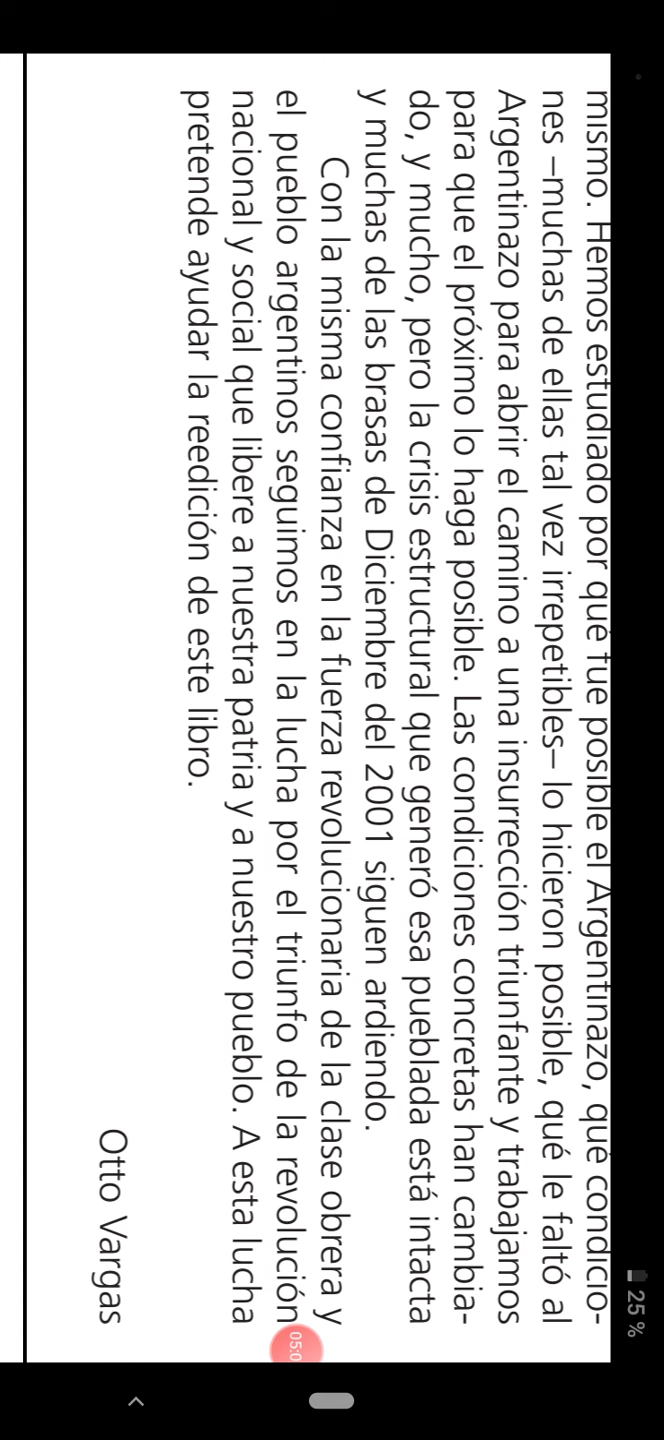 mismo. Hemos estudiado por qué fue posible el Argentinazo, qué condicio-
nes –muchas de ellas tal vez irrepetibles– lo hicieron posible, qué le faltó al
Argentinazo para abrir el camino a una insurrección triunfante y trabajamos
para que el próximo lo haga posible. Las condiciones concretas han cambia-
do, y mucho, pero la crisis estructural que generó esa pueblada está intacta
y muchas de las brasas de Diciembre del 2001 siguen ardiendo.
Con la misma confianza en la fuerza revolucionaria de la clase obrera y
el pueblo argentinos seguimos en la lucha por el triunfo de la revolución
nacional y social que libere a nuestra patria y a nuestro pueblo. A esta lucha
pretende ayudar la reedición de este libro.
Otto Vargas
25 %